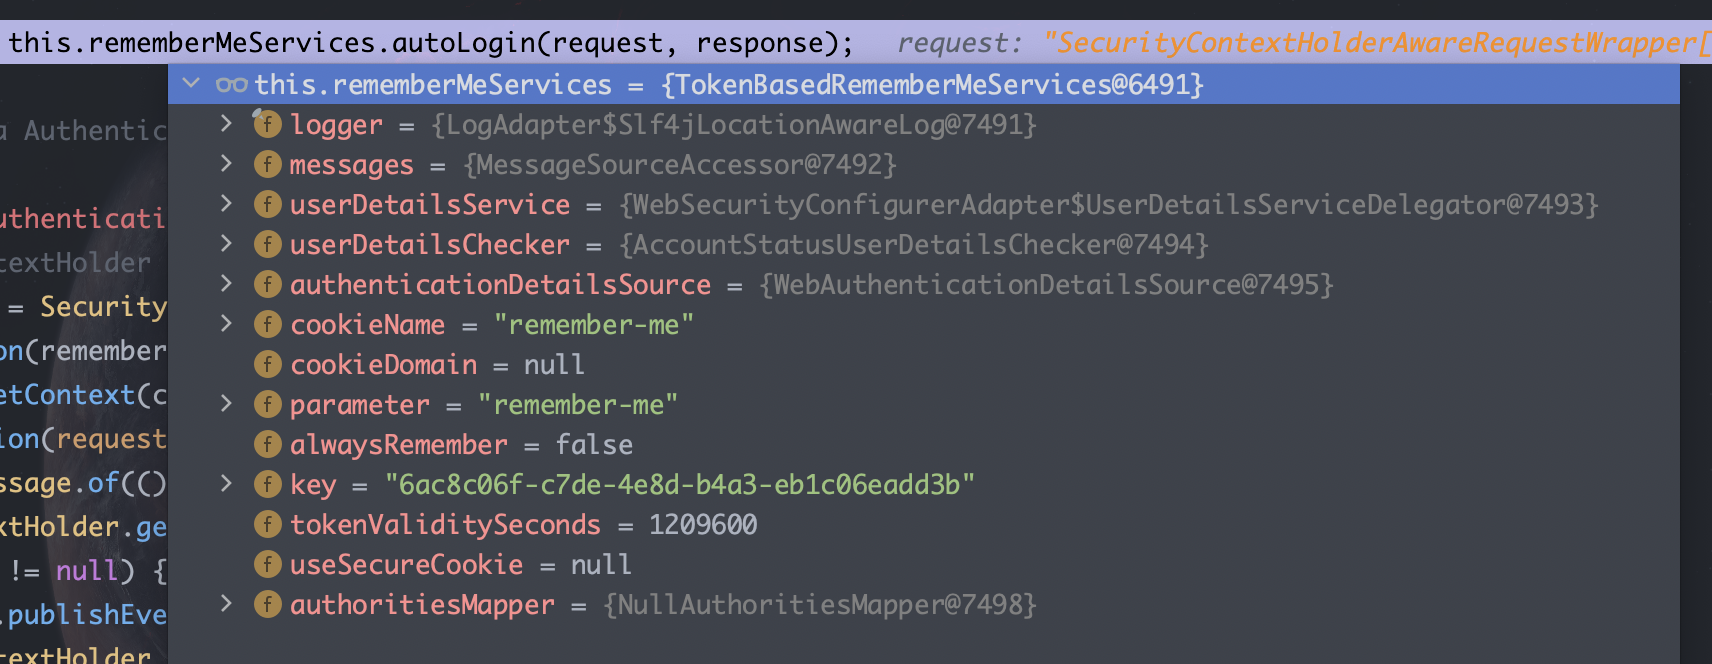 this.rememberMeServices.autoLogin(request, response);   request: "SecurityContextHolderAwareRequestWrapper[
this.rememberMeServices = {TokenBasedRememberMeServices@6491}
f logger = {LogAdapter$Slf4jLocationAwareLog@7491}
a Authentic
f messages = {MessageSourceAccessor@7492}
f userDetailsService = {WebSecurityConfigurerAdapter$UserDetailsServiceDelegator@7493}
uthenticati
f userDetailsChecker = {AccountStatusUserDetailsChecker@7494}
textHolder
f authenticationDetailsSource = {WebAuthenticationDetailsSource@7495}
= Security
f cookieName = "remember-me"
on(remember
f cookieDomain = null
etContext(c
f parameter = "remember-me"
ion(request
f alwaysRemember = false
ssage.of(()
f key = "6ac8c06f-c7de-4e8d-b4a3-eb1c06eadd3b"
xtHolder.ge
f tokenValiditySeconds = 1209600
!= null) {
f useSecureCookie = null
.publishEve
f authoritiesMapper = {NullAuthoritiesMapper@7498}
textHolder